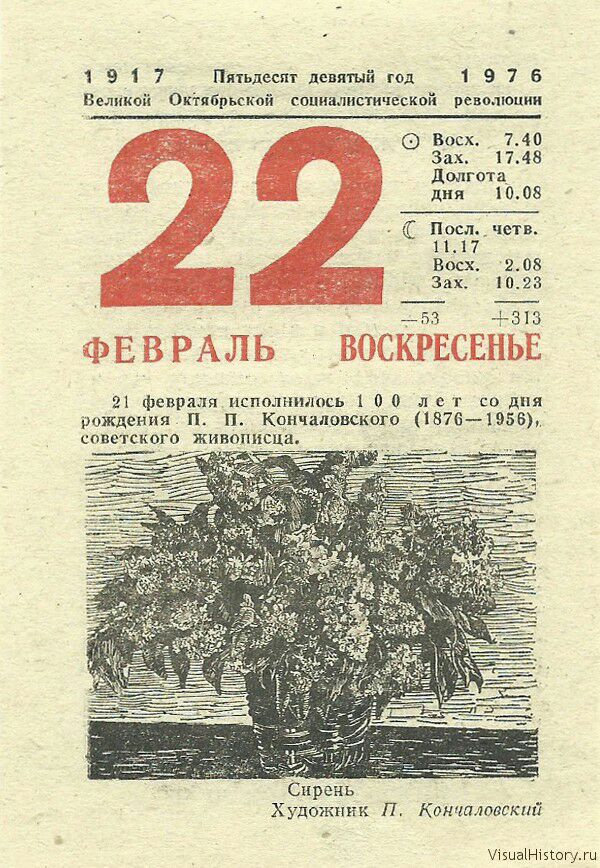 1917 Пятьдесят девятый год 1976
Великой Октябрьской социалистической революции
22
Восх. 7.40
Зах. 17.48
Долгота
дня 10.08
Посл. четв.
11.17
Восх. 2.08
Зах. 10.23
—53 +313
ФЕВРАЛЬ ВОСКРЕСЕНЬЕ
21 февраля исполнилось 100 лет со дня
рождения П. П. Кончаловского (1876—1956),
советского живописца.
Сирень
Художник П. Кончаловский
VisualHistory.ru